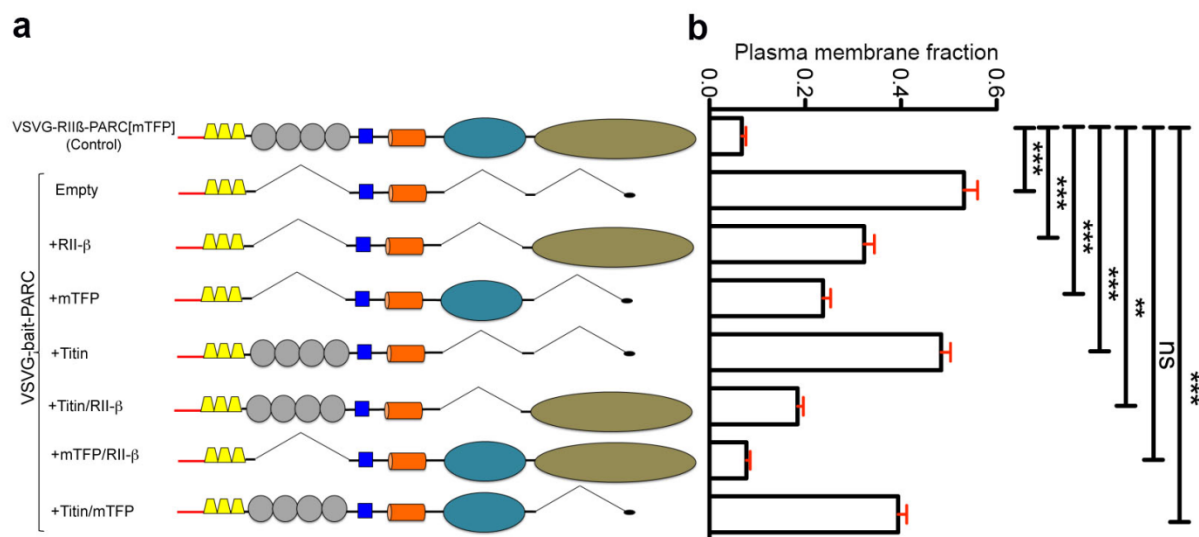 a
VSVG-RIIß-PARC[mTFP]
(Control)
VSVG-bait-PARC
Empty
+RII-β
+mTFP
+Titin
+Titin/RII-β
+mTFP/RII-β
+Titin/mTFP
b
Plasma membrane fraction
0.0
0.2
0.4
0.6
***
***
***
***
**
ns
***